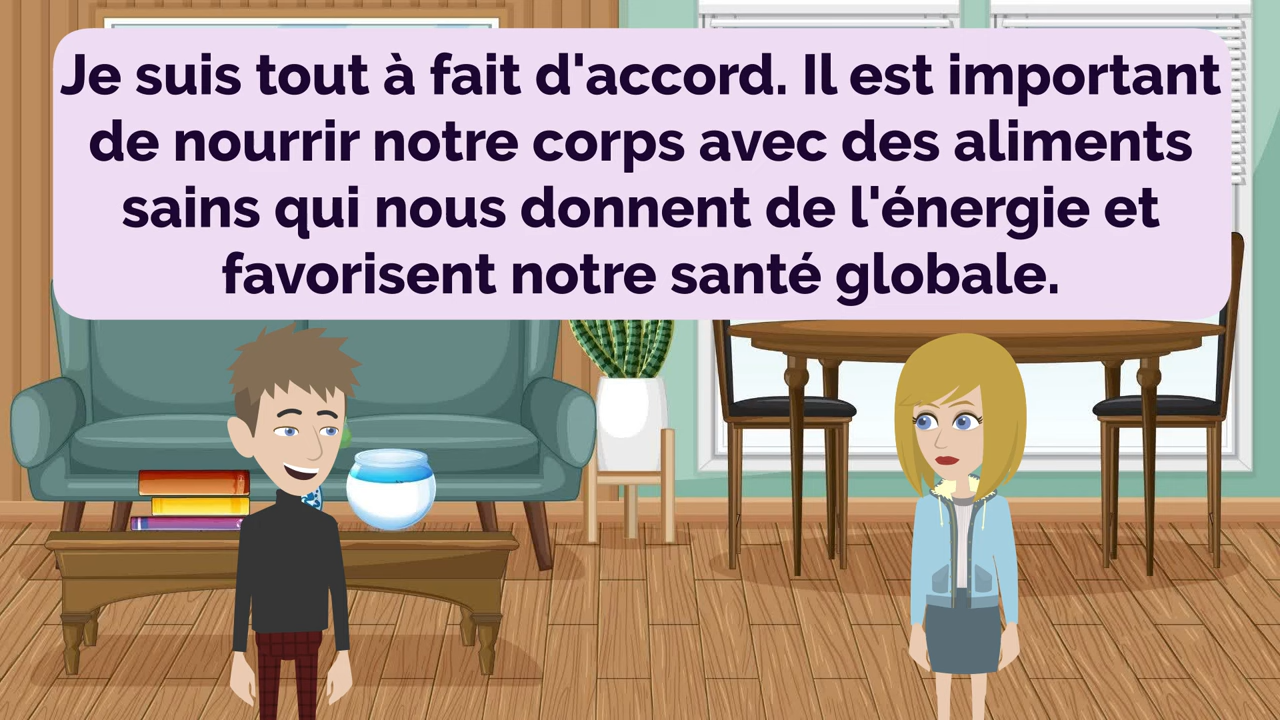 Je suis tout à fait d'accord. Il est important
de nourrir notre corps avec des aliments
sains qui nous donnent de l'énergie et
favorisent notre santé globale.